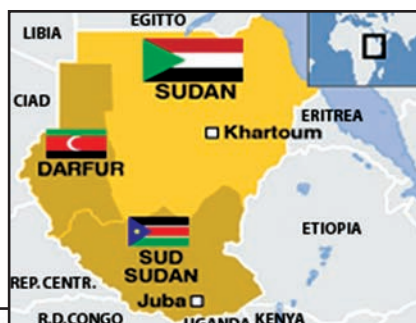 EGITTO
LIBIA
SUDAN
CIAD
ERITREA
Khartoum
DARFUR
ETIOPIA
SUD
SUDAN
REP.CENTR.
Juba
R.D.CONGO
UGANDA
KENYA